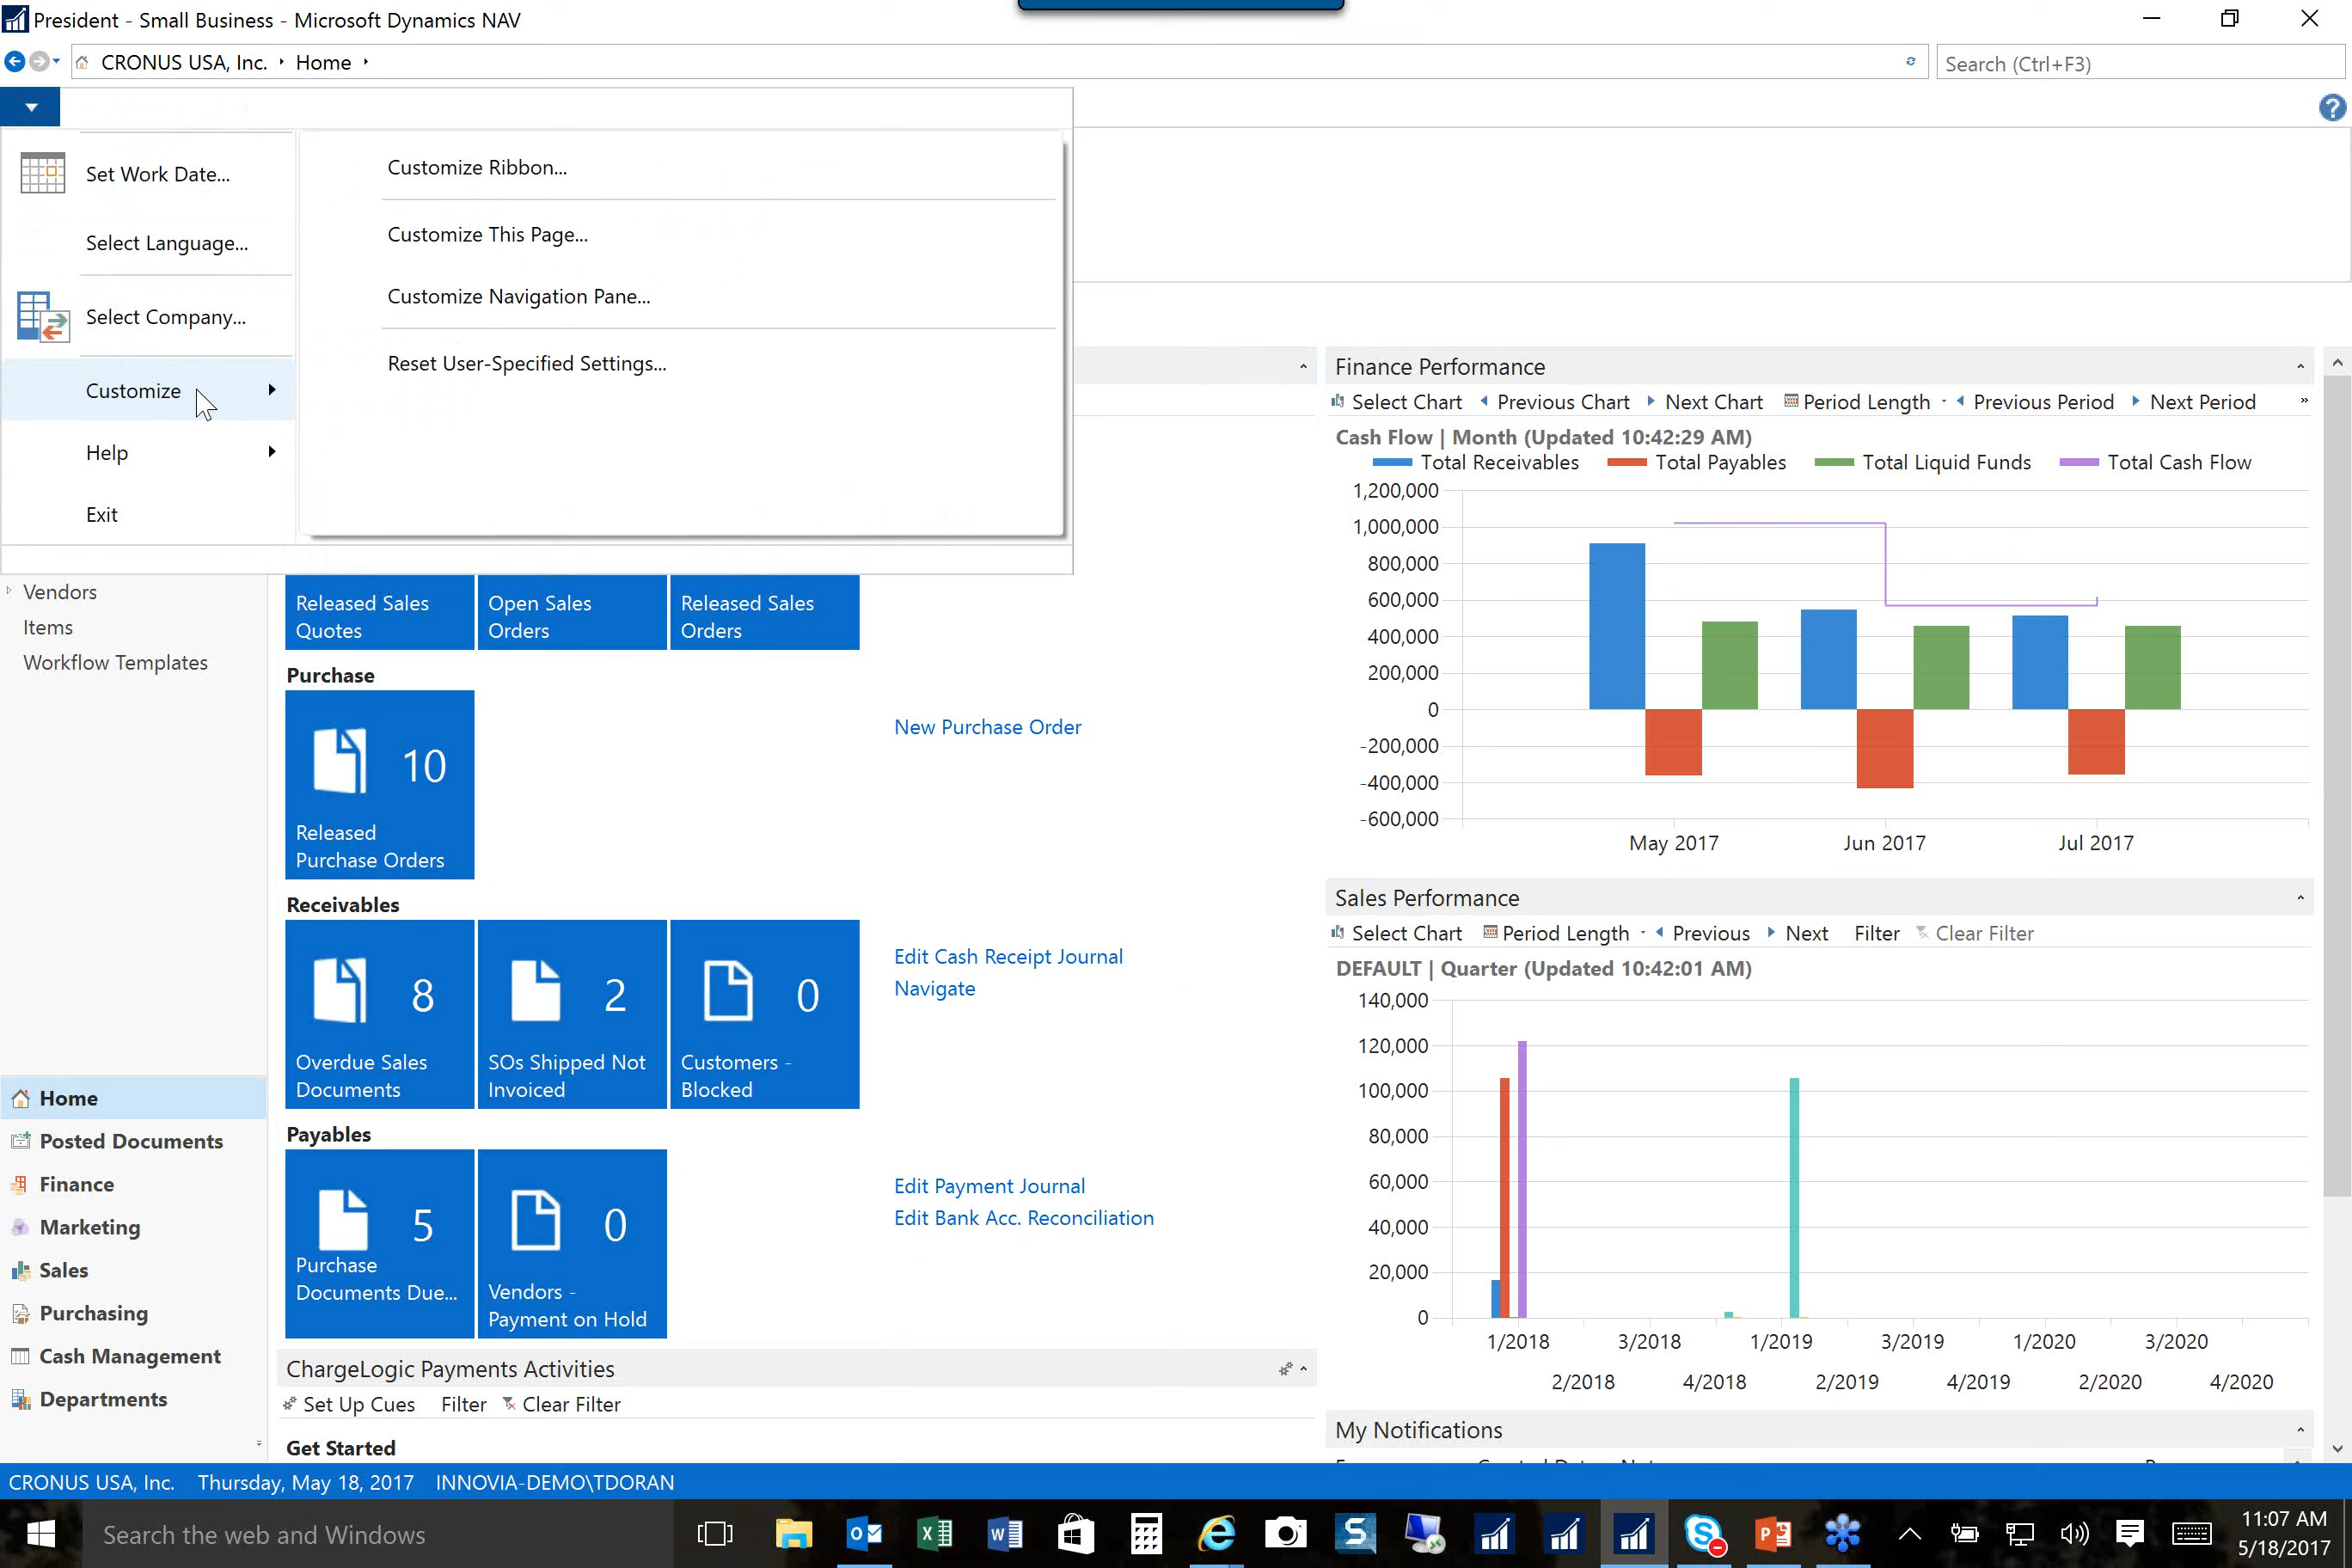 President - Small Business - Microsoft Dynamics NAV
CRONUS USA, Inc. Home
Search (Ctrl+F3)
Set Work Date...
Select Language...
Select Company...
Customize
Help
Exit
Customize Ribbon...
Customize This Page...
Customize Navigation Pane...
Reset User-Specified Settings...
Vendors
Items
Workflow Templates
Home
Posted Documents
Finance
Marketing
Sales
Purchasing
Cash Management
Departments
Released Sales
Quotes
Open Sales
Orders
Released Sales
Orders
Purchase
10
Released
Purchase Orders
New Purchase Order
Receivables
8
Overdue Sales
Documents
2
SOs Shipped Not
Invoiced
0
Customers -
Blocked
Edit Cash Receipt Journal
Navigate
Payables
5
Purchase
Documents Due...
0
Vendors -
Payment on Hold
Edit Payment Journal
Edit Bank Acc. Reconciliation
ChargeLogic Payments Activities
Set Up Cues Filter Clear Filter
Get Started
Finance Performance
Select Chart Previous Chart Next Chart Period Length Previous Period Next Period »
Cash Flow | Month (Updated 10:42:29 AM)
Total Receivables Total Payables Total Liquid Funds Total Cash Flow
1,200,000
1,000,000
800,000
600,000
400,000
200,000
0
-200,000
-400,000
-600,000
May 2017 Jun 2017 Jul 2017
Sales Performance
Select Chart Period Length Previous Next Filter Clear Filter
DEFAULT | Quarter (Updated 10:42:01 AM)
140,000
120,000
100,000
80,000
60,000
40,000
20,000
0
1/2018 3/2018 1/2019 3/2019 1/2020 3/2020
2/2018 4/2018 2/2019 4/2019 2/2020 4/2020
My Notifications
CRONUS USA, Inc. Thursday, May 18, 2017 INNOVIA-DEMO\TDORAN
Search the web and Windows
11:07 AM
5/18/2017